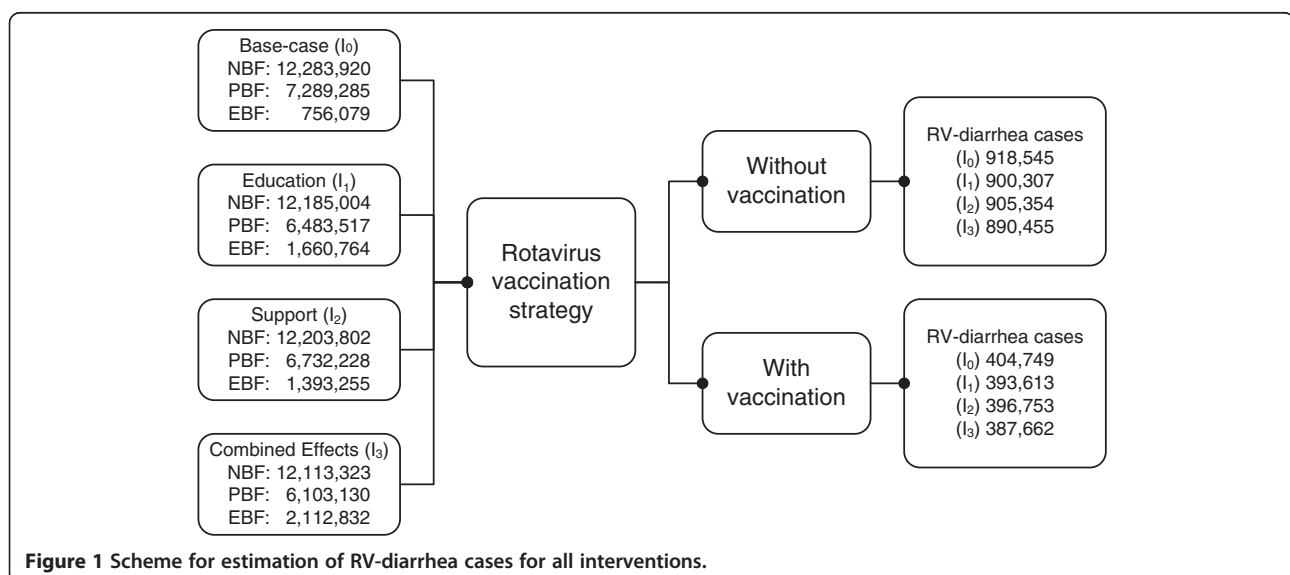 Base-case (I₀)
NBF: 12,283,920
PBF: 7,289,285
EBF: 756,079
Education (I₁)
NBF: 12,185,004
PBF: 6,483,517
EBF: 1,660,764
Support (I₂)
NBF: 12,203,802
PBF: 6,732,228
EBF: 1,393,255
Combined Effects (I₃)
NBF: 12,113,323
PBF: 6,103,130
EBF: 2,112,832
Rotavirus
vaccination
strategy
Without
vaccination
With
vaccination
RV-diarrhea cases
(I₀) 918,545
(I₁) 900,307
(I₂) 905,354
(I₃) 890,455
RV-diarrhea cases
(I₀) 404,749
(I₁) 393,613
(I₂) 396,753
(I₃) 387,662
Figure 1 Scheme for estimation of RV-diarrhea cases for all interventions.